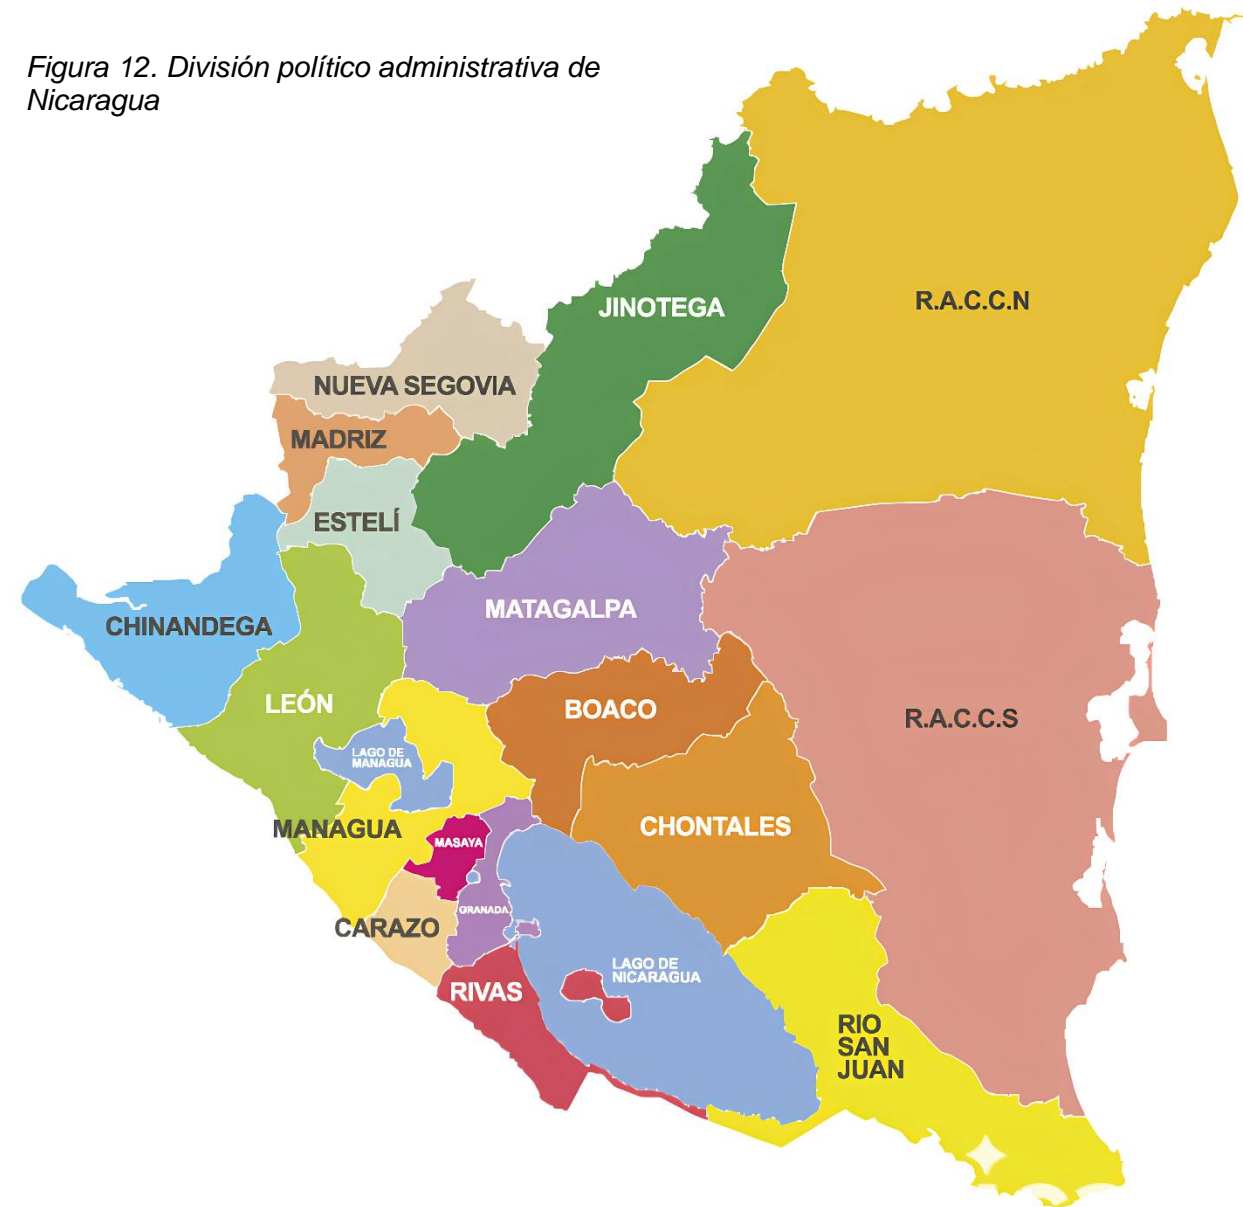 Figura 12. División político administrativa de
Nicaragua
R.A.C.C.N
JINOTEGA
NUEVA SEGOVIA
MADRIZ
ESTELÍ
MATAGALPA
CHINANDEGA
LEÓN
BOACO
R.A.C.C.S
LAGO DE
MANAGUA
MANAGUA
CHONTALES
MASAYA
GRANADA
CARAZO
LAGO DE
NICARAGUA
RIVAS
RIO
SAN
JUAN